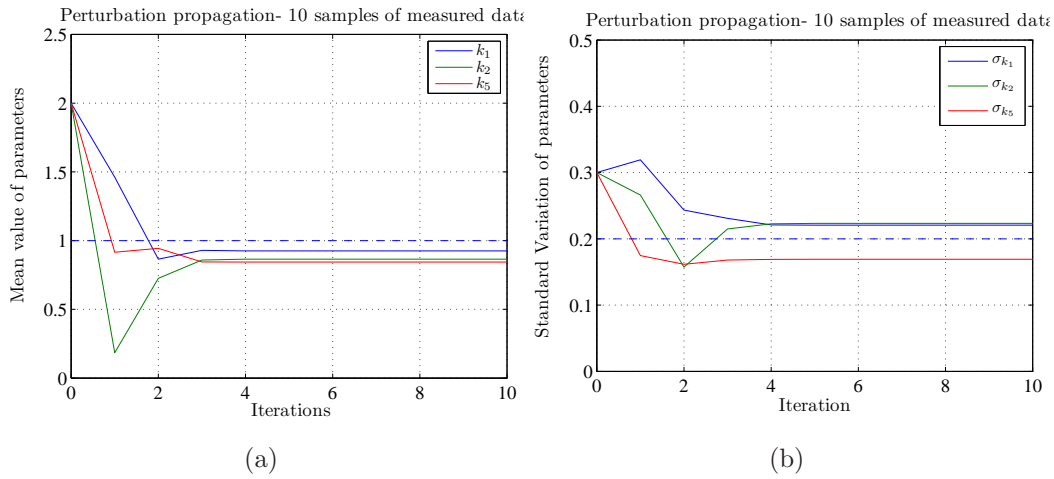 Perturbation propagation- 10 samples of measured data
2.5
2
1.5
1
0.5
0
0 2 4 6 8 10
Mean value of parameters
Iterations
k₁
k₂
k₅
(a)
Perturbation propagation- 10 samples of measured data
0.5
0.4
0.3
0.2
0.1
0
0 2 4 6 8 10
Standard Variation of parameters
Iteration
σₖ₁
σₖ₂
σₖ₅
(b)